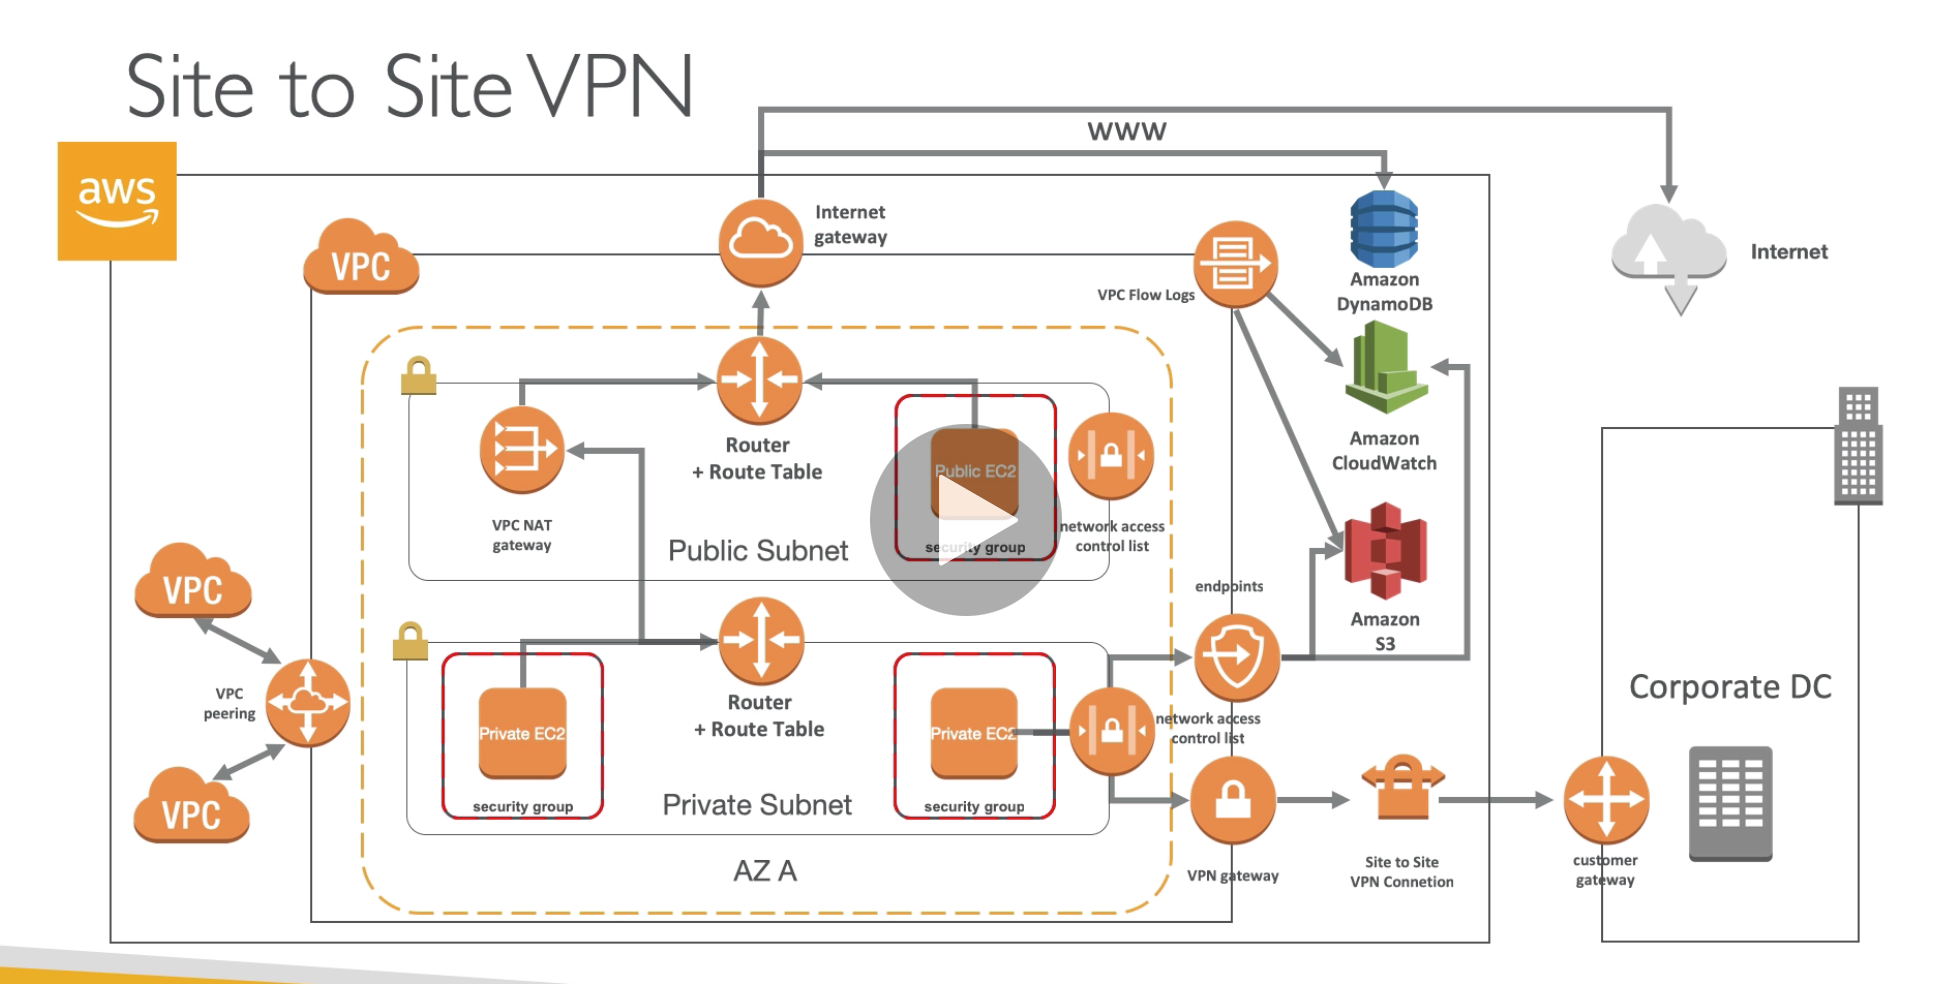 Site to Site VPN
aws
WWW
Internet
gateway
VPC
VPC Flow Logs
Amazon
DynamoDB
Internet
Router
+ Route Table
Public EC2
security group
network access
control list
VPC NAT
gateway
Public Subnet
Amazon
CloudWatch
endpoints
Amazon
S3
VPC
VPC
peering
VPC
Router
+ Route Table
Private EC2
security group
Private Subnet
Private EC2
security group
network access
control list
AZ A
VPN gateway
Site to Site
VPN Connetion
customer
gateway
Corporate DC